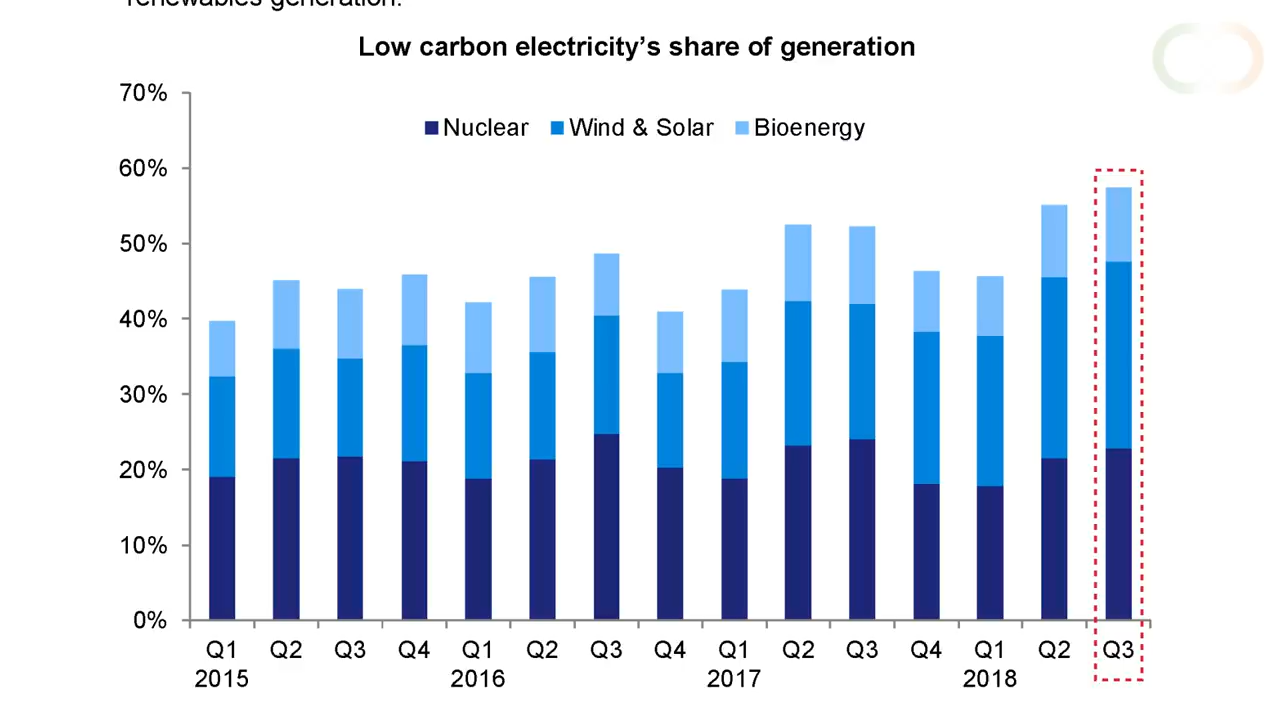 renewables generation.
Low carbon electricity’s share of generation
70%
Nuclear Wind & Solar Bioenergy
60%
50%
40%
30%
20%
10%
0%
Q1 Q2 Q3 Q4 Q1 Q2 Q3 Q4 Q1 Q2 Q3 Q4 Q1 Q2 Q3
2015 2016 2017 2018